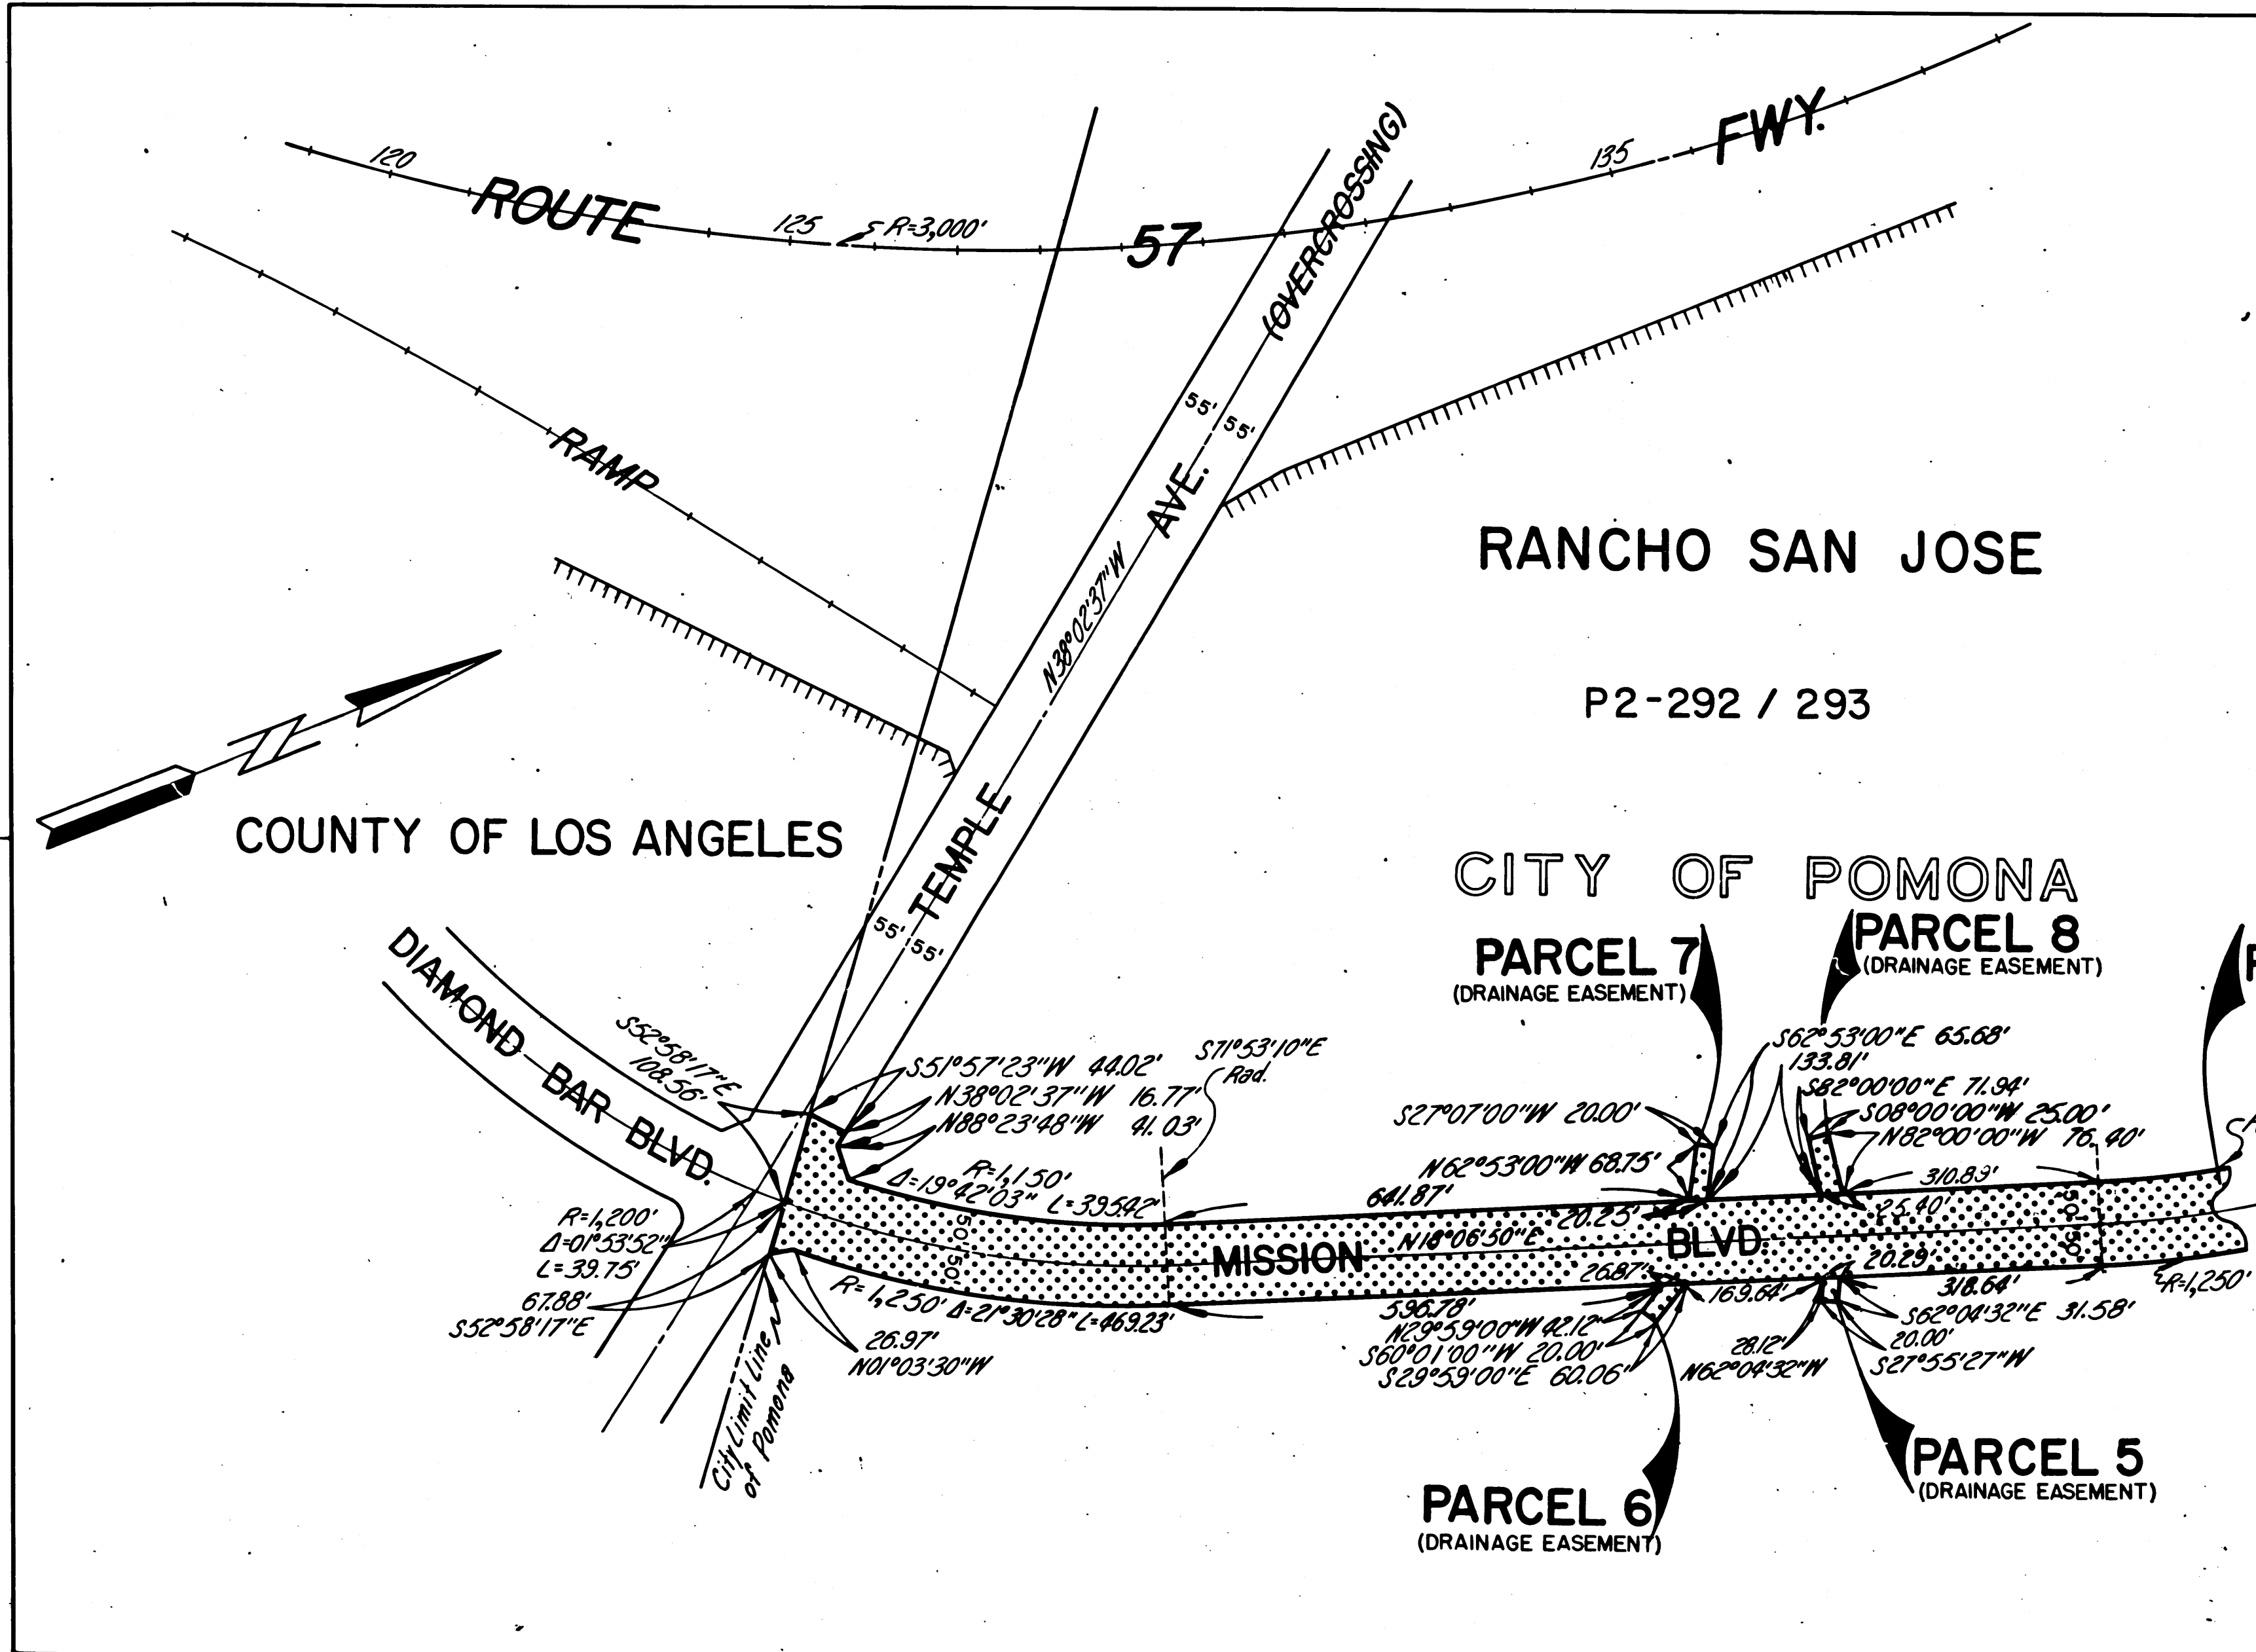 120
ROUTE
125
R=3,000'
57
(OVERCROSSING)
135
FWY.
RAMP
55'
55'
AVE.
N38°02'37"W
TEMPLE
55'
55'
RANCHO SAN JOSE
P2-292 / 293
N
COUNTY OF LOS ANGELES
CITY OF POMONA
PARCEL 7
(DRAINAGE EASEMENT)
PARCEL 8
(DRAINAGE EASEMENT)
DIAMOND BAR BLVD.
S52°58'17"E
108.56'
S51°57'23"W 44.02'
N38°02'37"W 16.77'
N88°23'48"W 41.03'
S71°53'10"E
Rad.
S62°53'00"E 65.68'
133.81'
S82°00'00"E 71.94'
S08°00'00"W 25.00'
N82°00'00"W 76.40'
S27°07'00"W 20.00'
N62°53'00"W 68.75'
641.87'
310.89'
R=1,150'
Δ=19°42'03" L=395.42'
20.25'
25.40'
50'
50'
R=1,200'
Δ=01°53'52"
L=39.75'
67.88'
S52°58'17"E
50'
50'
MISSION
N18°06'50"E
BLVD.
26.87'
20.29'
169.64'
318.64'
R=1,250'
R=1,250' Δ=21°30'28" L=469.23'
596.78'
N29°59'00"W 42.12'
S60°01'00"W 20.00'
S29°59'00"E 60.06'
26.97'
N01°03'30"W
28.12'
N62°04'32"W
S62°04'32"E 31.58'
20.00'
S27°55'27"W
City Limit Line
of Pomona
PARCEL 6
(DRAINAGE EASEMENT)
PARCEL 5
(DRAINAGE EASEMENT)